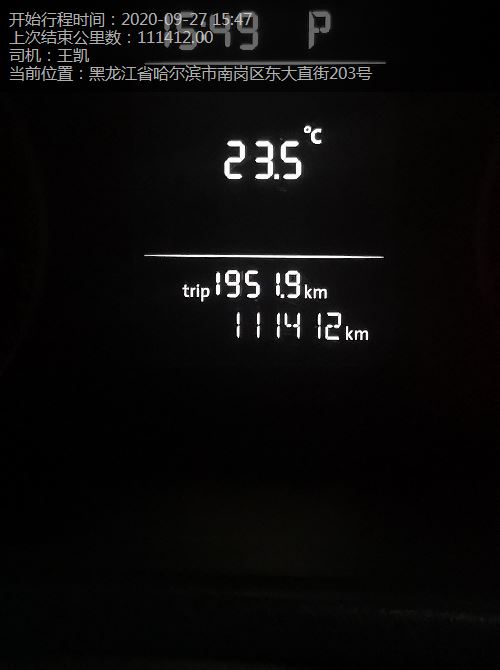 开始行程时间：2020-09-27 15:47
15:49 P
上次结束公里数：111412.00
司机：王凯
当前位置：黑龙江省哈尔滨市南岗区东大直街203号
23.5°C
trip 1951.9 km
111412 km